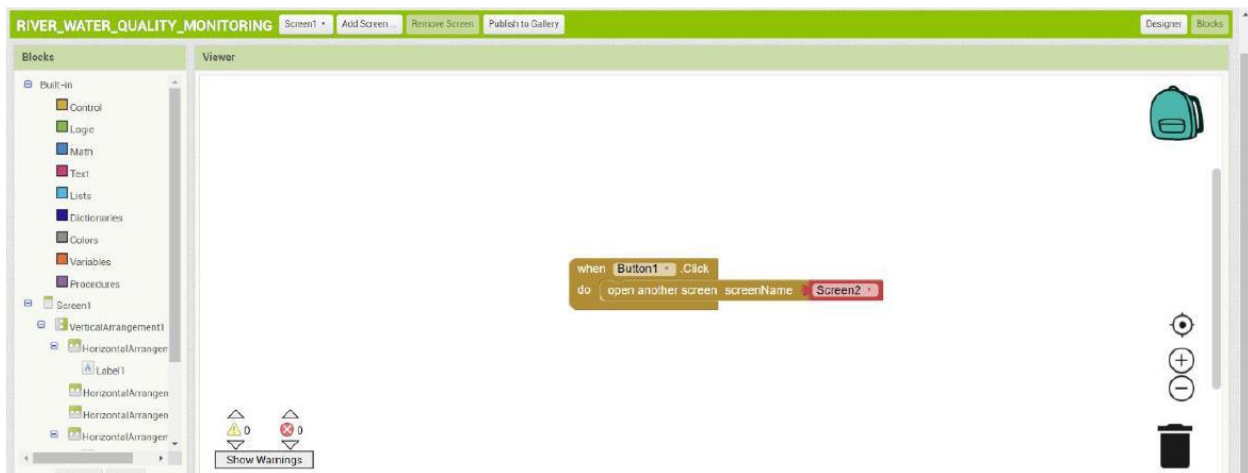 RIVER_WATER_QUALITY_MONITORING Screen1 Add Screen... Remove Screen Publish to Gallery Designer Blocks
Blocks
Viewer
Built-in
Control
Logic
Math
Text
Lists
Dictionaries
Colors
Variables
Procedures
Screen1
VerticalArrangement1
HorizontalArrangem
Label1
HorizontalArrangem
HorizontalArrangem
HorizontalArrangem
when Button1 .Click
do open another screen screenName Screen2
0 0
Show Warnings